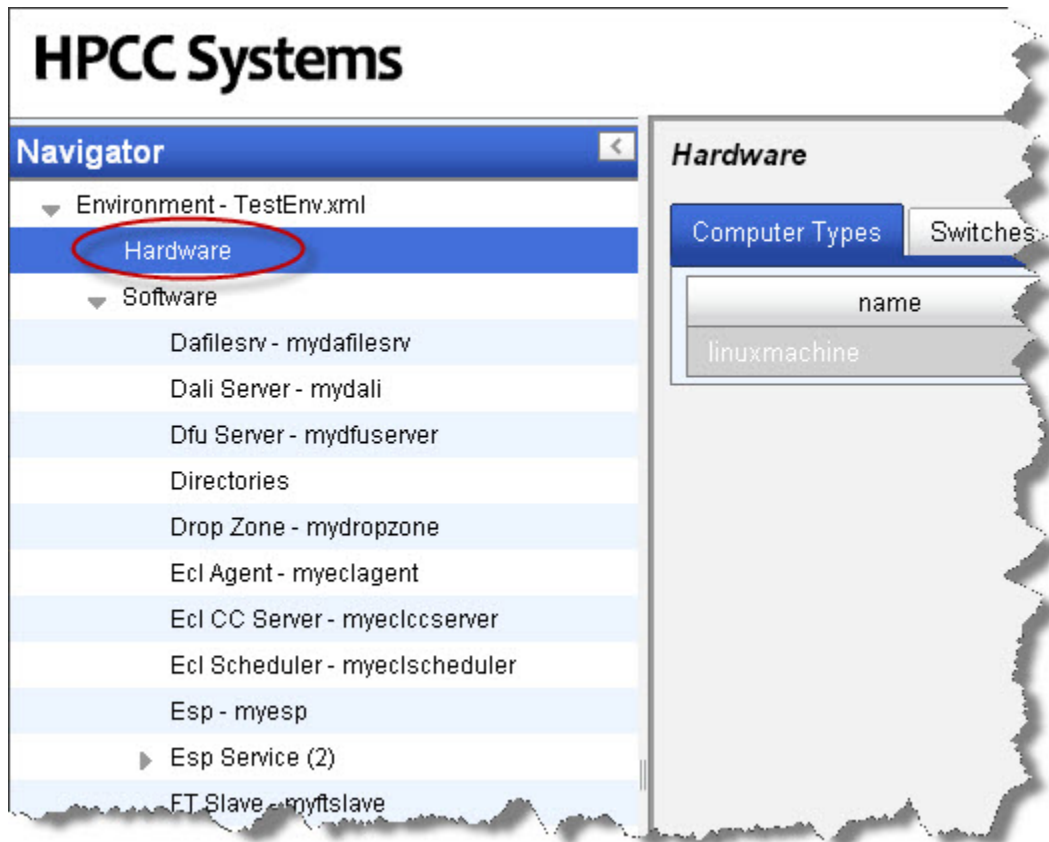 HPCC Systems
Navigator
Environment - TestEnv.xml
Hardware
Software
Dafilesrv - mydafilesrv
Dali Server - mydali
Dfu Server - mydfuserver
Directories
Drop Zone - mydropzone
Ecl Agent - myeclagent
Ecl CC Server - myeclccserver
Ecl Scheduler - myeclscheduler
Esp - myesp
Esp Service (2)
FT Slave - myftslave
Hardware
Computer Types Switches
name
linuxmachine